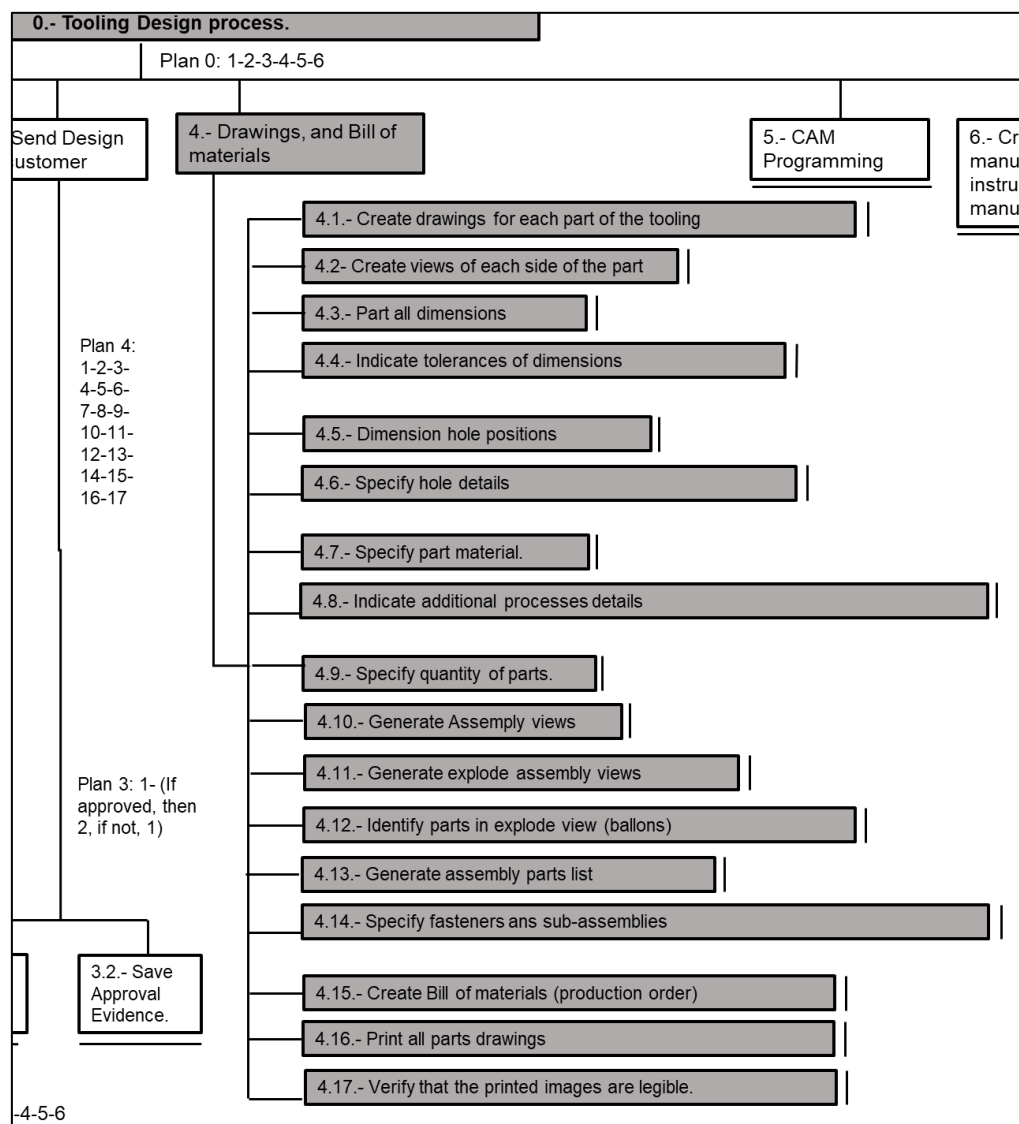 0.- Tooling Design process.
Plan 0: 1-2-3-4-5-6
Send Design
ustomer
4.- Drawings, and Bill of
materials
5.- CAM
Programming
6.- Cr
manu
instru
manu
4.1.- Create drawings for each part of the tooling
4.2- Create views of each side of the part
4.3.- Part all dimensions
4.4.- Indicate tolerances of dimensions
Plan 4:
1-2-3-
4-5-6-
7-8-9-
10-11-
12-13-
14-15-
16-17
4.5.- Dimension hole positions
4.6.- Specify hole details
4.7.- Specify part material.
4.8.- Indicate additional processes details
4.9.- Specify quantity of parts.
4.10.- Generate Assemply views
4.11.- Generate explode assembly views
Plan 3: 1- (If
approved, then
2, if not, 1)
4.12.- Identify parts in explode view (ballons)
4.13.- Generate assembly parts list
4.14.- Specify fasteners ans sub-assemblies
3.2.- Save
Approval
Evidence.
4.15.- Create Bill of materials (production order)
4.16.- Print all parts drawings
4.17.- Verify that the printed images are legible.
-4-5-6